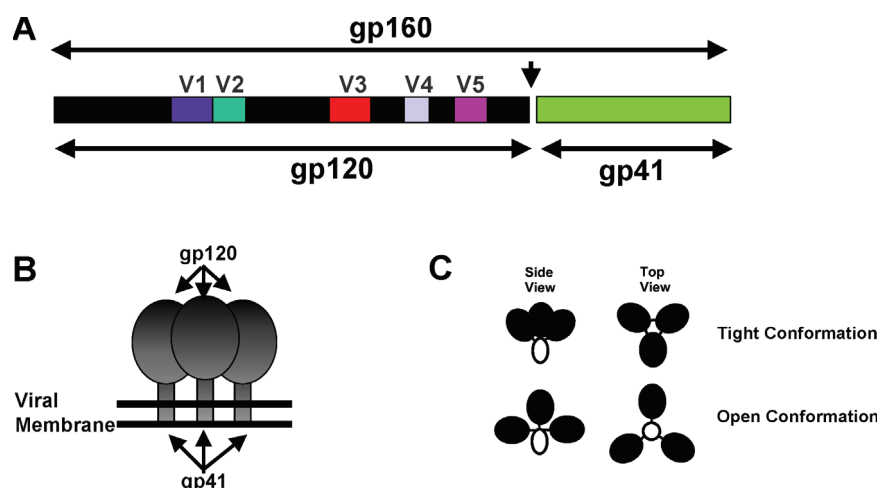 A
gp160
V1 V2 V3 V4 V5
gp120 gp41
B
gp120
Viral
Membrane
gp41
C
Side
View
Top
View
Tight Conformation
Open Conformation